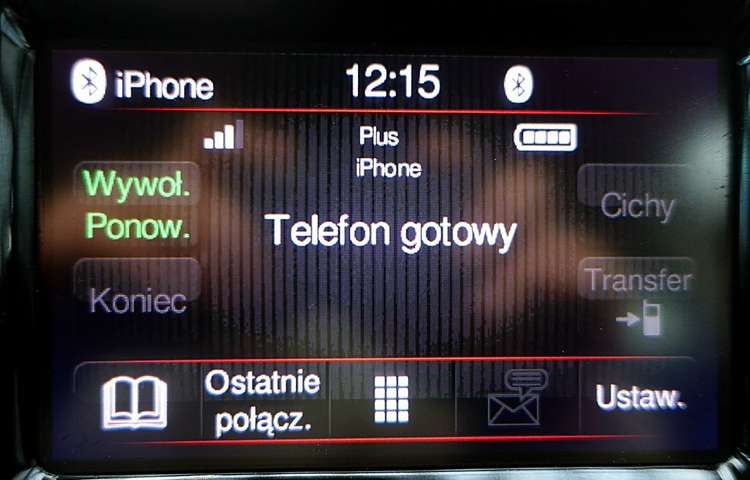 iPhone
12:15
Plus
iPhone
Wywoł.
Ponow.
Telefon gotowy
Cichy
Koniec
Transfer
Ostatnie
połącz.
Ustaw.